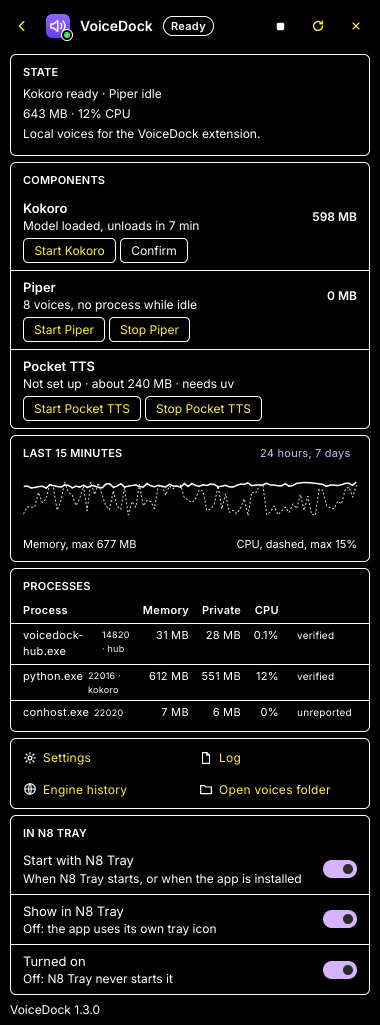 VoiceDock Ready
STATE
Kokoro ready · Piper idle
643 MB · 12% CPU
Local voices for the VoiceDock extension.
COMPONENTS
Kokoro
598 MB
Model loaded, unloads in 7 min
Start Kokoro Confirm
Piper
0 MB
8 voices, no process while idle
Start Piper Stop Piper
Pocket TTS
Not set up · about 240 MB · needs uv
Start Pocket TTS Stop Pocket TTS
LAST 15 MINUTES 24 hours, 7 days
Memory, max 677 MB CPU, dashed, max 15%
PROCESSES
Process Memory Private CPU
voicedock-hub.exe 14820 · hub 31 MB 28 MB 0.1% verified
python.exe 22016 · kokoro 612 MB 551 MB 12% verified
conhost.exe 22020 7 MB 6 MB 0% unreported
Settings Log
Engine history Open voices folder
IN N8 TRAY
Start with N8 Tray
When N8 Tray starts, or when the app is installed
Show in N8 Tray
Off: the app uses its own tray icon
Turned on
Off: N8 Tray never starts it
VoiceDock 1.3.0